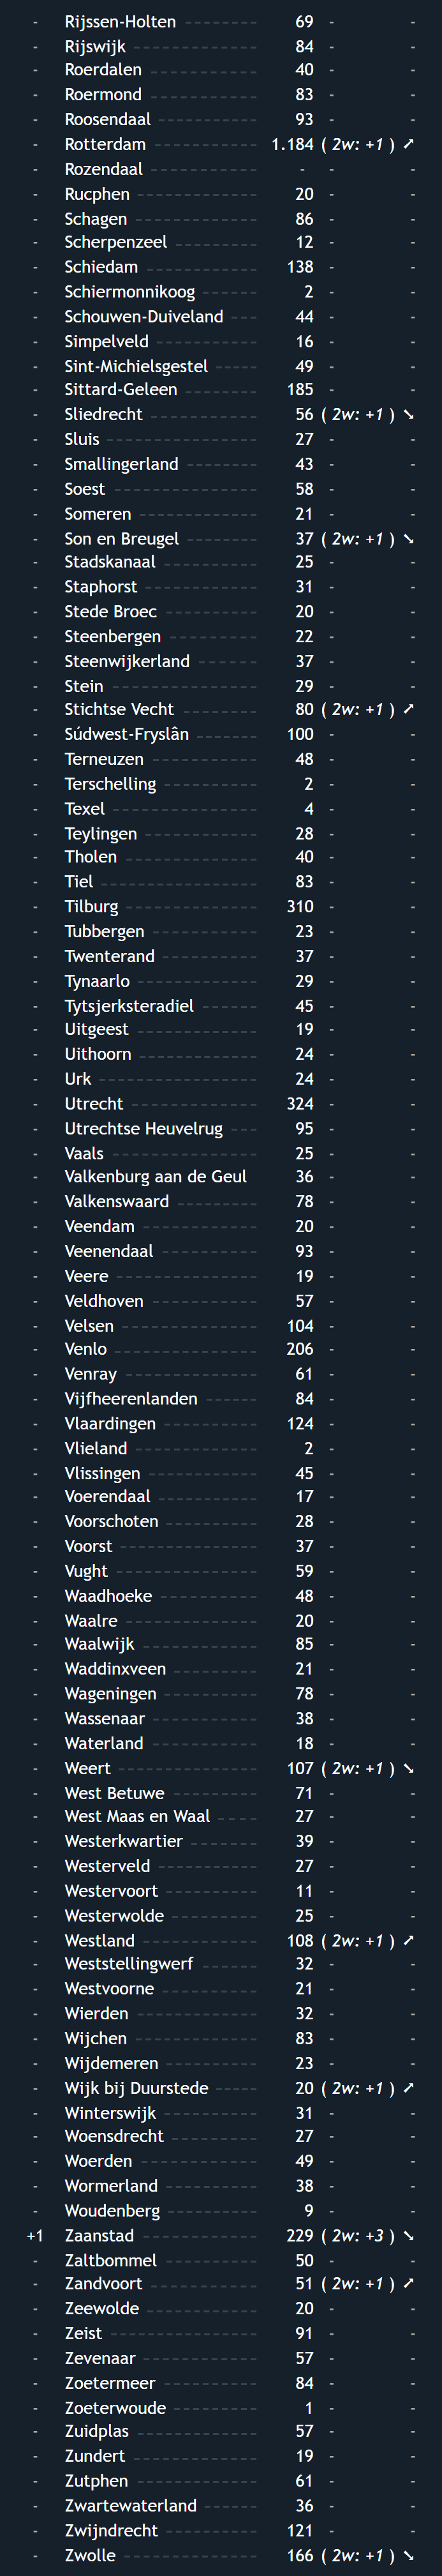 - Rijssen-Holten 69 - -
- Rijswijk 84 - -
- Roerdalen 40 - -
- Roermond 83 - -
- Roosendaal 93 - -
- Rotterdam 1.184 ( 2w: +1 ) ➚
- Rozendaal - - -
- Rucphen 20 - -
- Schagen 86 - -
- Scherpenzeel 12 - -
- Schiedam 138 - -
- Schiermonnikoog 2 - -
- Schouwen-Duiveland 44 - -
- Simpelveld 16 - -
- Sint-Michielsgestel 49 - -
- Sittard-Geleen 185 - -
- Sliedrecht 56 ( 2w: +1 ) ➘
- Sluis 27 - -
- Smallingerland 43 - -
- Soest 58 - -
- Someren 21 - -
- Son en Breugel 37 ( 2w: +1 ) ➘
- Stadskanaal 25 - -
- Staphorst 31 - -
- Stede Broec 20 - -
- Steenbergen 22 - -
- Steenwijkerland 37 - -
- Stein 29 - -
- Stichtse Vecht 80 ( 2w: +1 ) ➚
- Súdwest-Fryslân 100 - -
- Terneuzen 48 - -
- Terschelling 2 - -
- Texel 4 - -
- Teylingen 28 - -
- Tholen 40 - -
- Tiel 83 - -
- Tilburg 310 - -
- Tubbergen 23 - -
- Twenterand 37 - -
- Tynaarlo 29 - -
- Tytsjerksteradiel 45 - -
- Uitgeest 19 - -
- Uithoorn 24 - -
- Urk 24 - -
- Utrecht 324 - -
- Utrechtse Heuvelrug 95 - -
- Vaals 25 - -
- Valkenburg aan de Geul 36 - -
- Valkenswaard 78 - -
- Veendam 20 - -
- Veenendaal 93 - -
- Veere 19 - -
- Veldhoven 57 - -
- Velsen 104 - -
- Venlo 206 - -
- Venray 61 - -
- Vijfheerenlanden 84 - -
- Vlaardingen 124 - -
- Vlieland 2 - -
- Vlissingen 45 - -
- Voerendaal 17 - -
- Voorschoten 28 - -
- Voorst 37 - -
- Vught 59 - -
- Waadhoeke 48 - -
- Waalre 20 - -
- Waalwijk 85 - -
- Waddinxveen 21 - -
- Wageningen 78 - -
- Wassenaar 38 - -
- Waterland 18 - -
- Weert 107 ( 2w: +1 ) ➘
- West Betuwe 71 - -
- West Maas en Waal 27 - -
- Westerkwartier 39 - -
- Westerveld 27 - -
- Westervoort 11 - -
- Westerwolde 25 - -
- Westland 108 ( 2w: +1 ) ➚
- Weststellingwerf 32 - -
- Westvoorne 21 - -
- Wierden 32 - -
- Wijchen 83 - -
- Wijdemeren 23 - -
- Wijk bij Duurstede 20 ( 2w: +1 ) ➚
- Winterswijk 31 - -
- Woensdrecht 27 - -
- Woerden 49 - -
- Wormerland 38 - -
- Woudenberg 9 - -
+1 Zaanstad 229 ( 2w: +3 ) ➘
- Zaltbommel 50 - -
- Zandvoort 51 ( 2w: +1 ) ➚
- Zeewolde 20 - -
- Zeist 91 - -
- Zevenaar 57 - -
- Zoetermeer 84 - -
- Zoeterwoude 1 - -
- Zuidplas 57 - -
- Zundert 19 - -
- Zutphen 61 - -
- Zwartewaterland 36 - -
- Zwijndrecht 121 - -
- Zwolle 166 ( 2w: +1 ) ➘